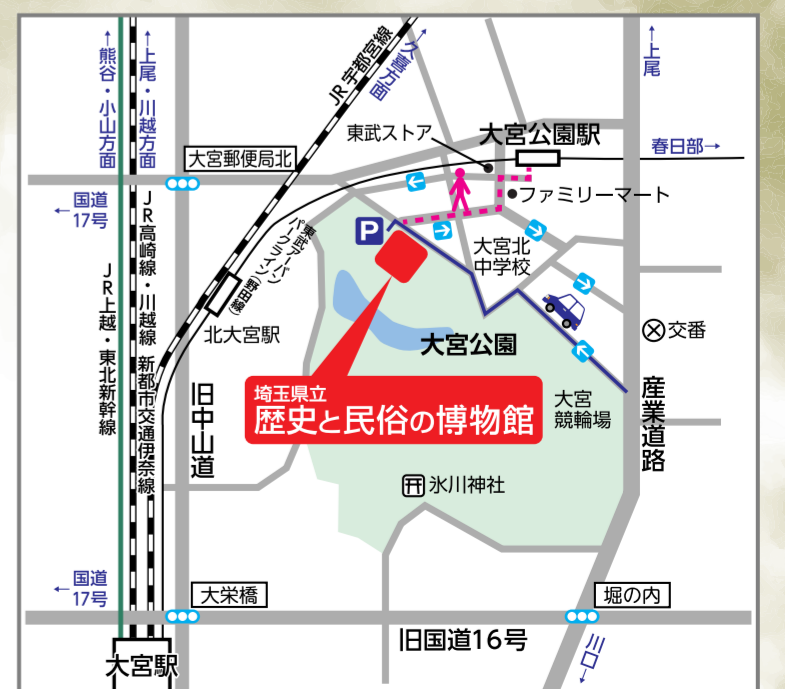 ←熊谷・小山方面
←上尾・川越方面
JR宇都宮線
←久喜方面
←上尾
東武ストア
大宮公園駅
春日部→
大宮郵便局北
←国道
17号
ファミリーマート
JR高崎線・川越線
新都市交通伊奈線
JR上越・東北新幹線
東武アーバン
パークライン
(野田線)
P
大宮北
中学校
北大宮駅
交番
大宮公園
埼玉県立
歴史と民俗の博物館
大宮
競輪場
旧中山道
産業道路
氷川神社
←国道
17号
大栄橋
堀の内
旧国道16号
川口→
大宮駅